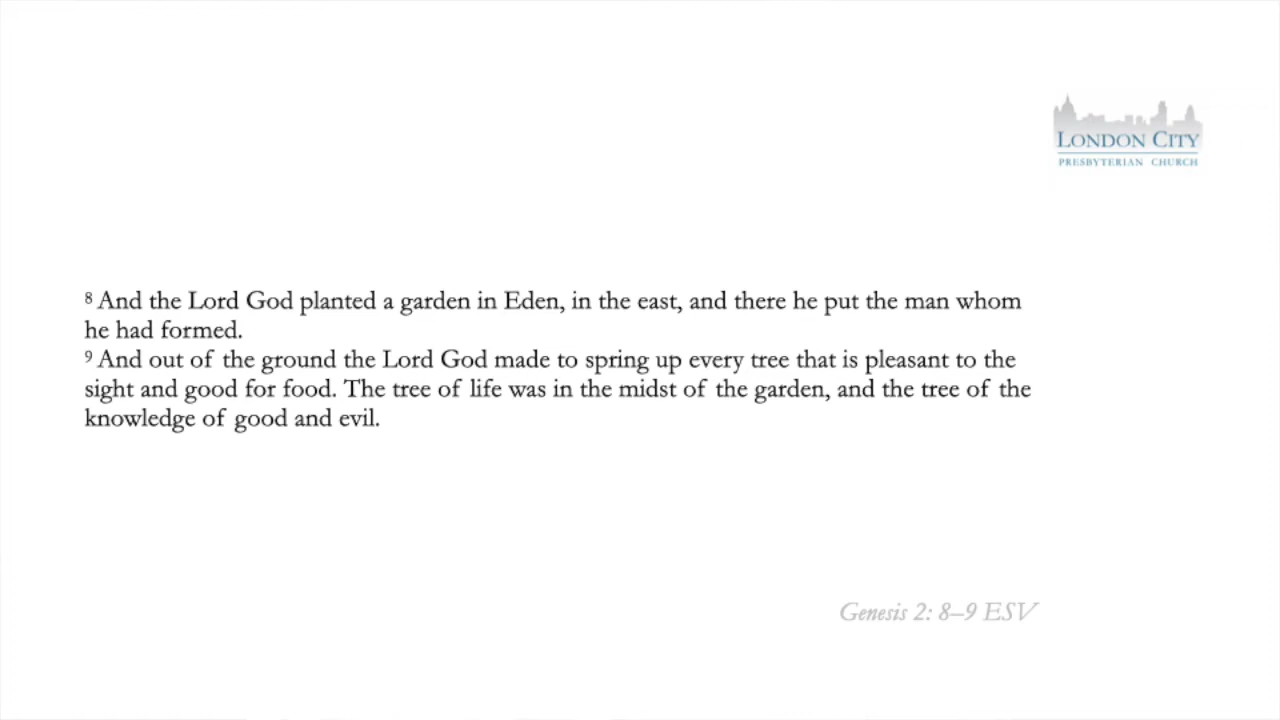 LONDON CITY
PRESBYTERIAN CHURCH
⁸ And the Lord God planted a garden in Eden, in the east, and there he put the man whom
he had formed.
⁹ And out of the ground the Lord God made to spring up every tree that is pleasant to the
sight and good for food. The tree of life was in the midst of the garden, and the tree of the
knowledge of good and evil.
Genesis 2: 8–9 ESV